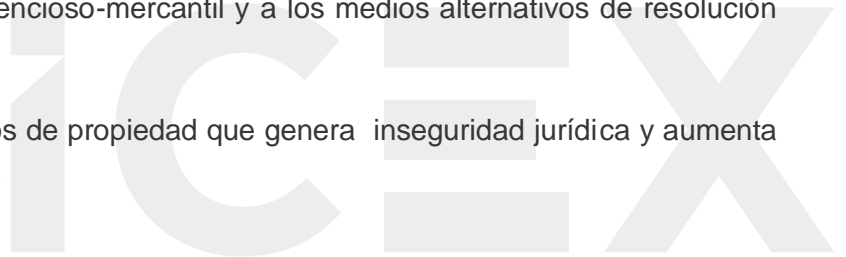 encioso-mercantil y a los medios alternativos de resolución
os de propiedad que genera inseguridad jurídica y aumenta
iCEX